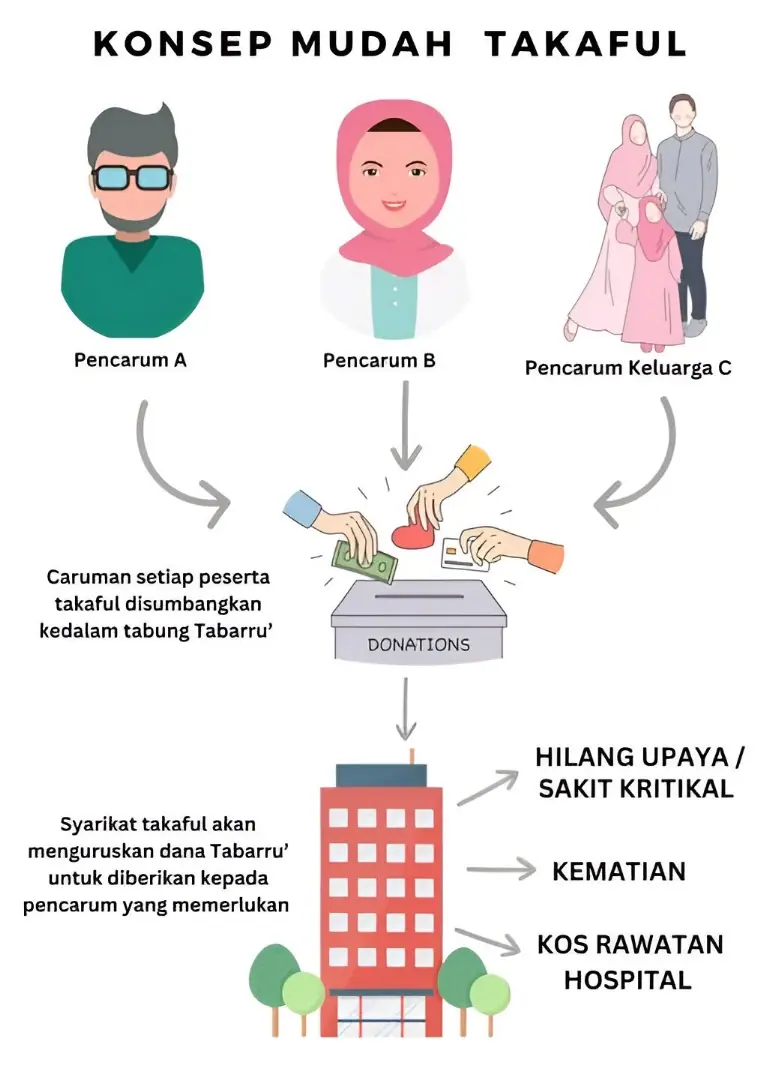 KONSEP MUDAH TAKAFUL
Pencarum A
Pencarum B
Pencarum Keluarga C
Caruman setiap peserta
takaful disumbangkan
kedalam tabung Tabarru'
DONATIONS
Syarikat takaful akan
menguruskan dana Tabarru'
untuk diberikan kepada
pencarum yang memerlukan
HILANG UPAYA /
SAKIT KRITIKAL
KEMATIAN
KOS RAWATAN
HOSPITAL